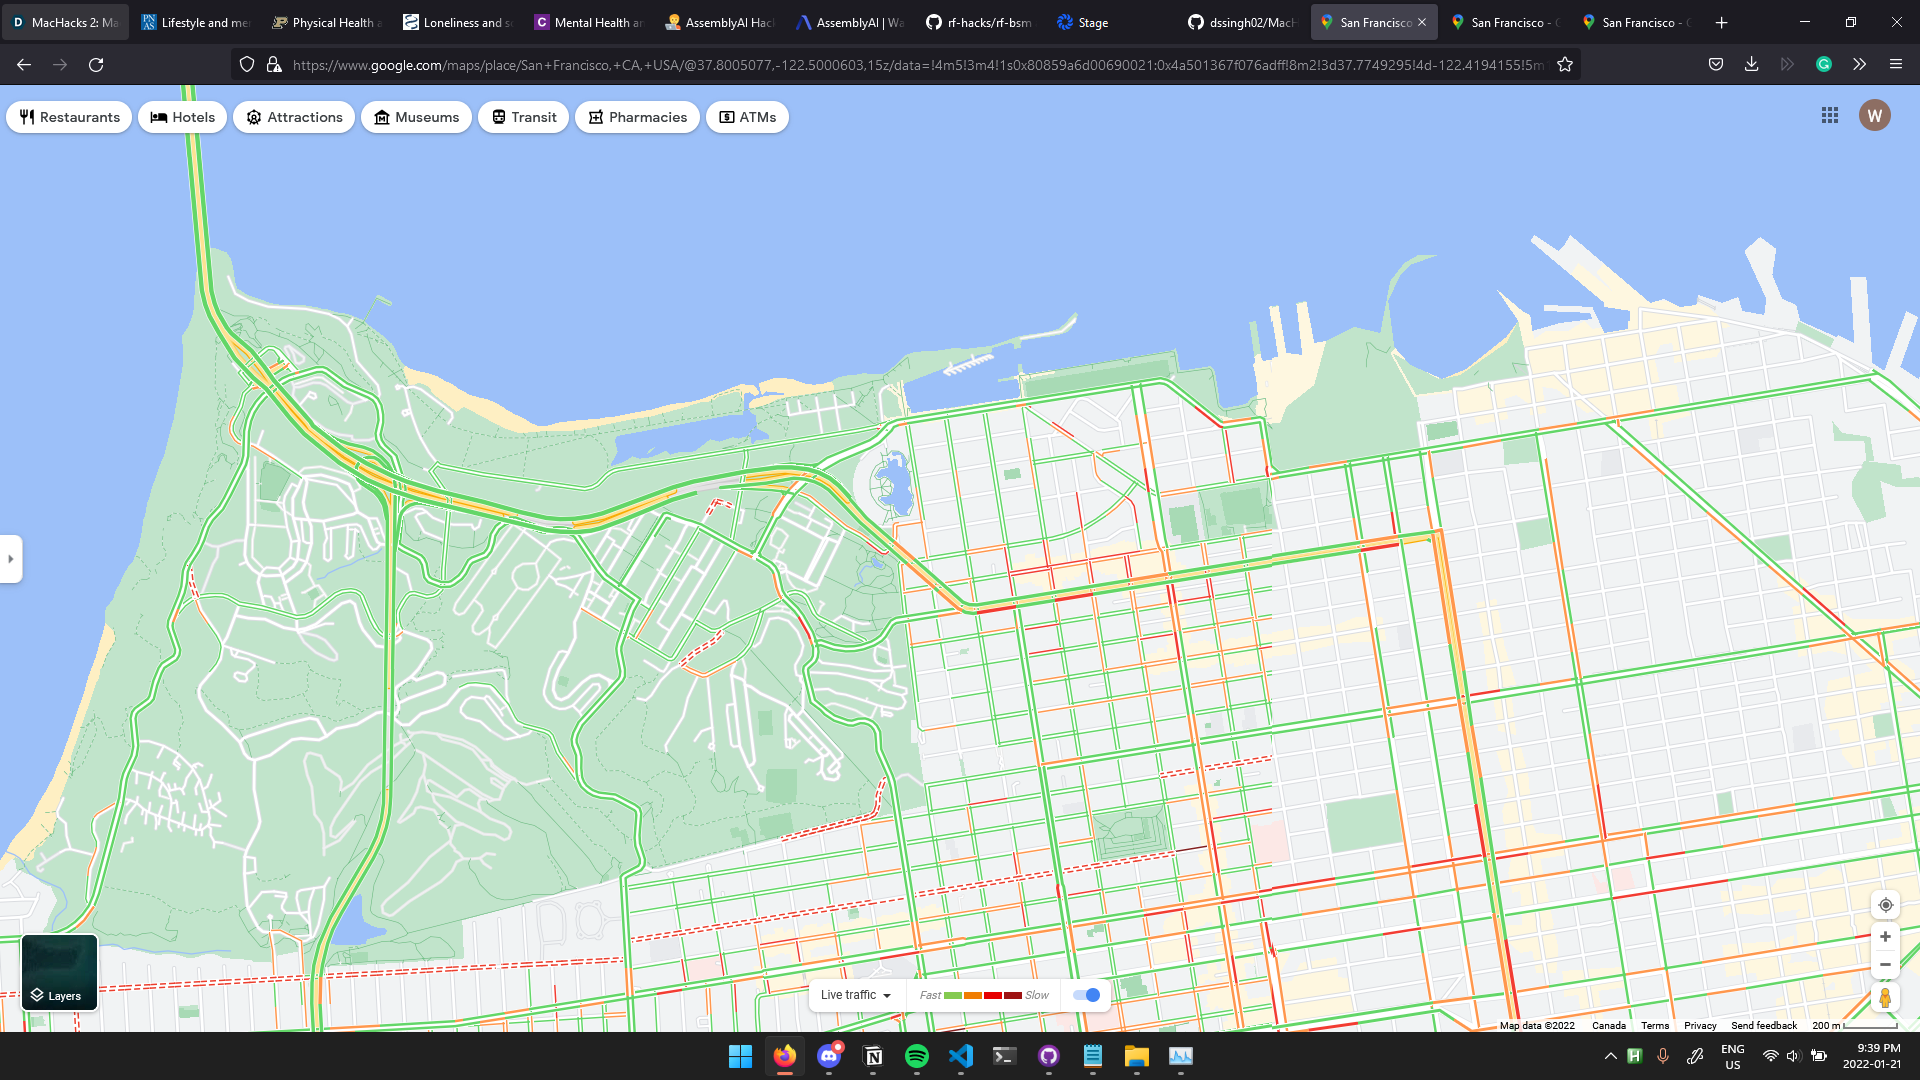 MacHacks 2: Ma
Lifestyle and me
Physical Health a
Loneliness and so
Mental Health an
AssemblyAI Hack
AssemblyAI | Wa
rf-hacks/rf-bsm
Stage
dssingh02/MacH
San Francisco
San Francisco - G
San Francisco - G
https://www.google.com/maps/place/San+Francisco,+CA,+USA/@37.8005077,-122.5000603,15z/data=!4m5!3m4!1s0x80859a6d00690021:0x4a501367f076adff!8m2!3d37.7749295!4d-122.4194155!5m1
Restaurants
Hotels
Attractions
Museums
Transit
Pharmacies
ATMs
W
Layers
Live traffic
Fast
Slow
Map data ©2022
Canada
Terms
Privacy
Send feedback
200 m
ENG
US
9:39 PM
2022-01-21